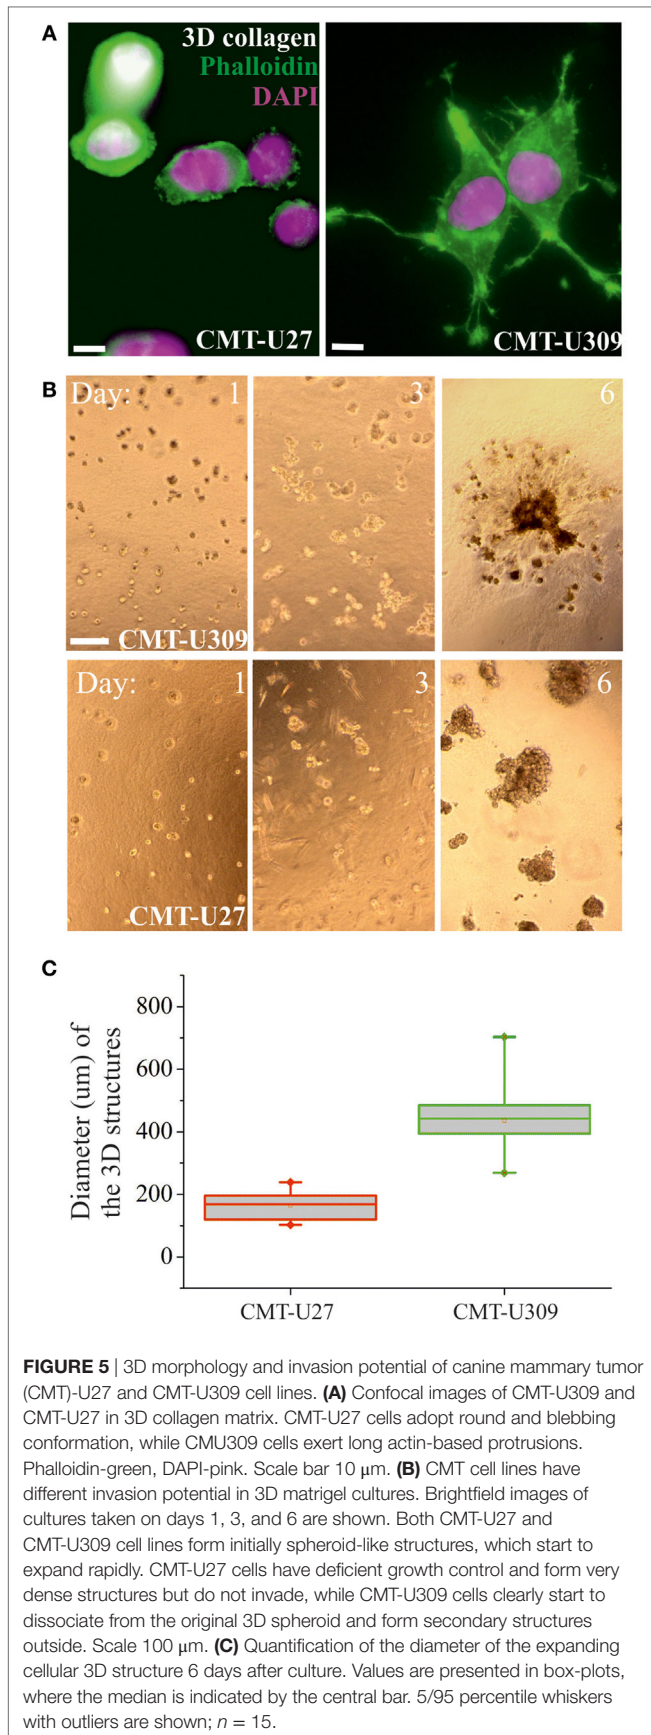 A
3D collagen
Phalloidin
DAPI
CMT-U27
CMT-U309
B
Day: 1
3
6
CMT-U309
Day: 1
3
6
CMT-U27
C
Diameter (um) of
the 3D structures
800
600
400
200
0
CMT-U27
CMT-U309
FIGURE 5 | 3D morphology and invasion potential of canine mammary tumor
(CMT)-U27 and CMT-U309 cell lines. (A) Confocal images of CMT-U309 and
CMT-U27 in 3D collagen matrix. CMT-U27 cells adopt round and blebbing
conformation, while CMU309 cells exert long actin-based protrusions.
Phalloidin-green, DAPI-pink. Scale bar 10 μm. (B) CMT cell lines have
different invasion potential in 3D matrigel cultures. Brightfield images of
cultures taken on days 1, 3, and 6 are shown. Both CMT-U27 and
CMT-U309 cell lines form initially spheroid-like structures, which start to
expand rapidly. CMT-U27 cells have deficient growth control and form very
dense structures but do not invade, while CMT-U309 cells clearly start to
dissociate from the original 3D spheroid and form secondary structures
outside. Scale 100 μm. (C) Quantification of the diameter of the expanding
cellular 3D structure 6 days after culture. Values are presented in box-plots,
where the median is indicated by the central bar. 5/95 percentile whiskers
with outliers are shown; n = 15.